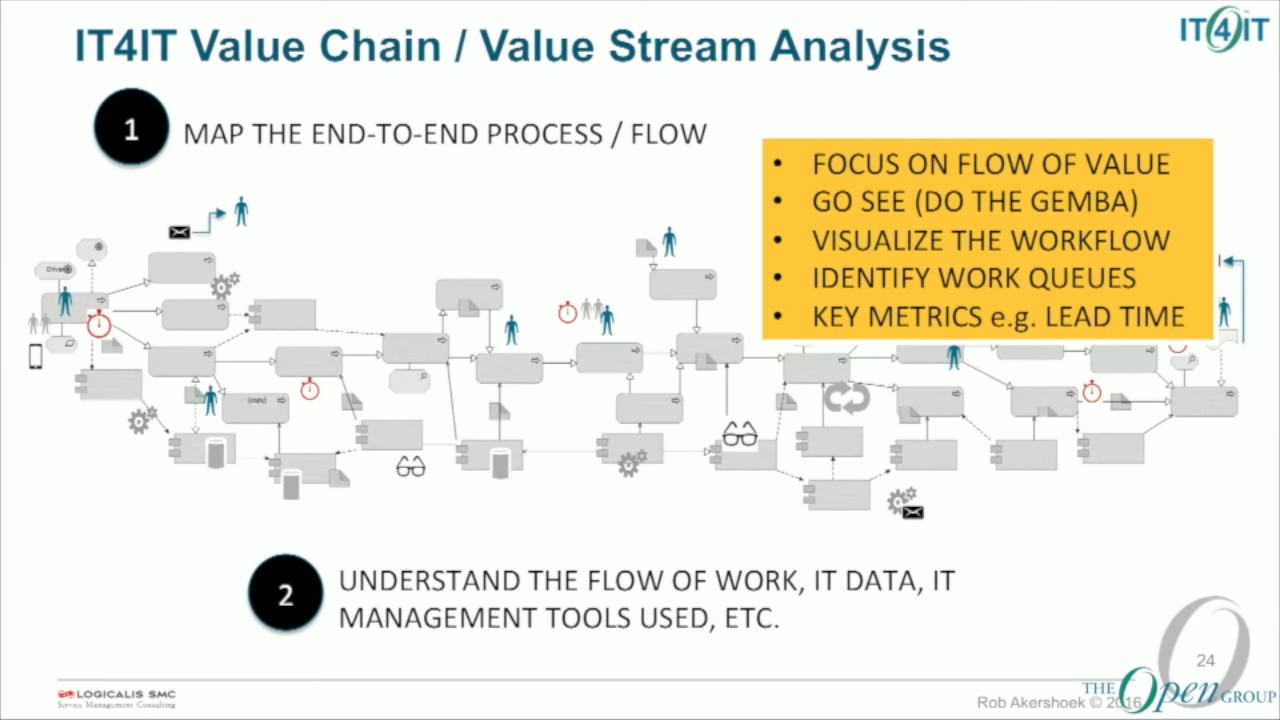 IT4IT Value Chain / Value Stream Analysis
IT4IT
1
MAP THE END-TO-END PROCESS / FLOW
• FOCUS ON FLOW OF VALUE
• GO SEE (DO THE GEMBA)
• VISUALIZE THE WORKFLOW
• IDENTIFY WORK QUEUES
• KEY METRICS e.g. LEAD TIME
Driver
(copy)
2
UNDERSTAND THE FLOW OF WORK, IT DATA, IT
MANAGEMENT TOOLS USED, ETC.
24
LOGICALIS SMC
Service Management Consulting
Rob Akershoek © 2016
THE Open GROUP